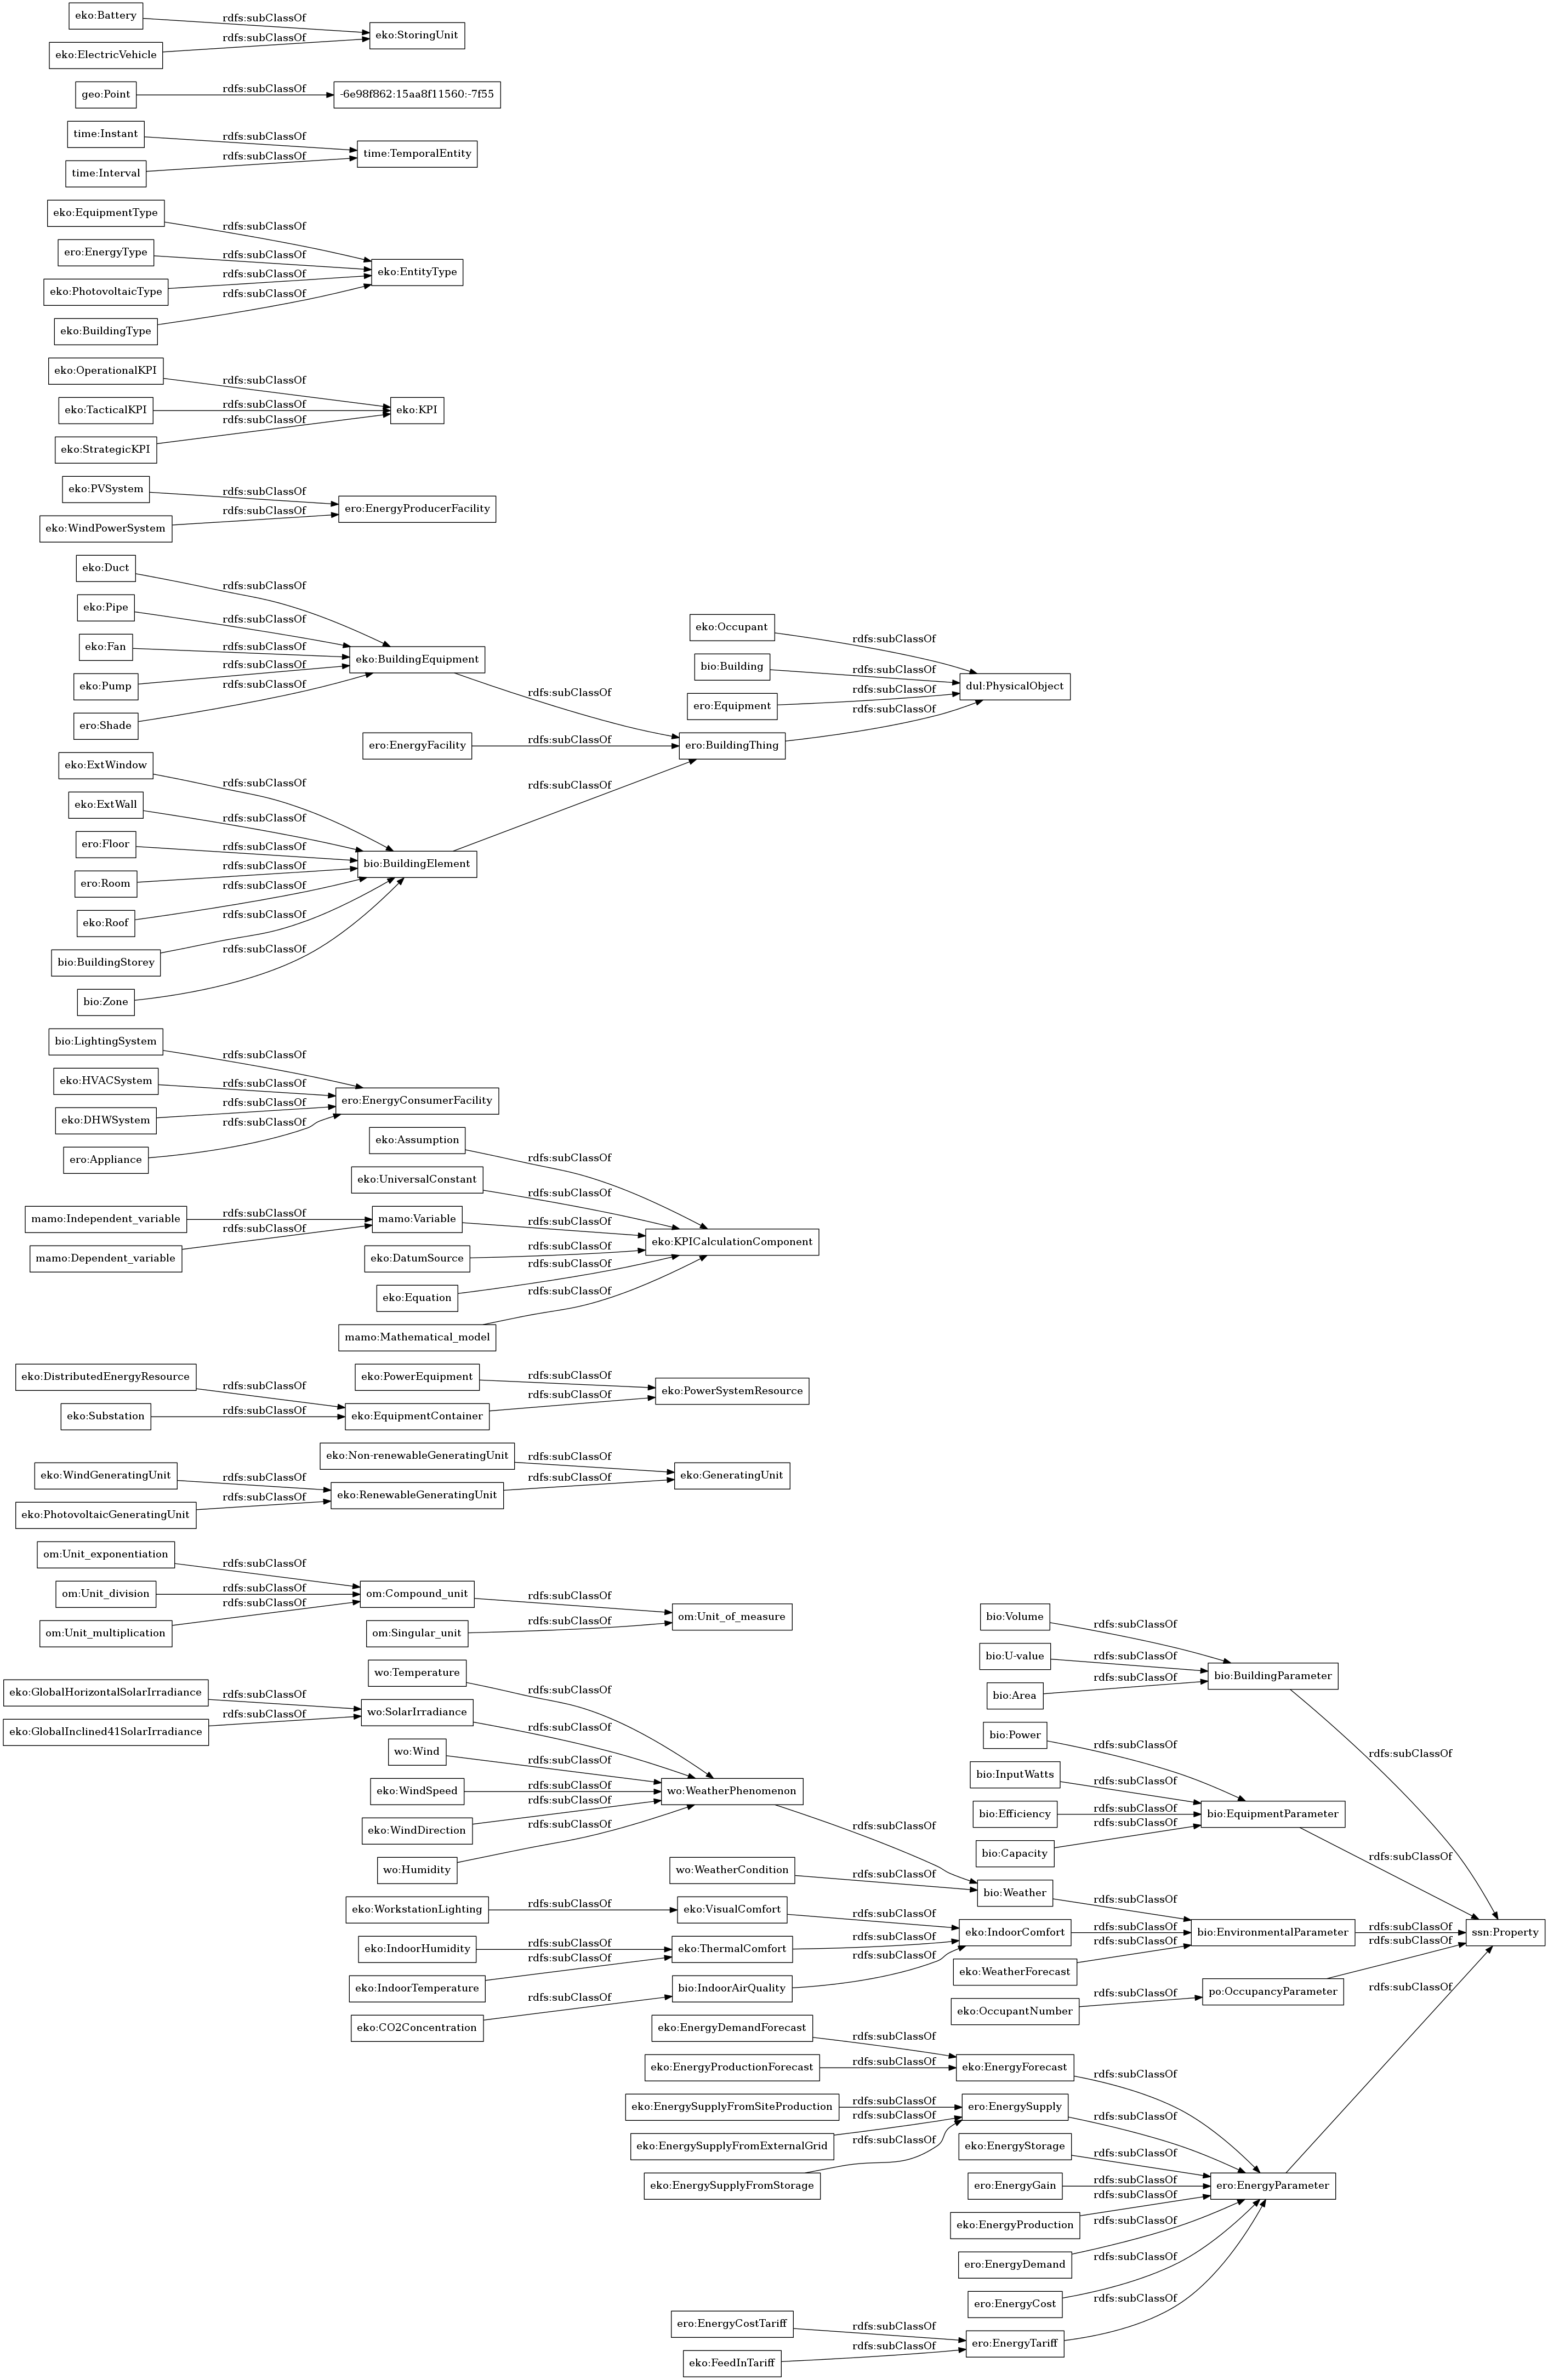 eko:Battery
rdfs:subClassOf
eko:StoringUnit
rdfs:subClassOf
eko:ElectricVehicle
geo:Point
rdfs:subClassOf
-6e98f862:15aa8f11560:-7f55
time:Instant
rdfs:subClassOf
time:TemporalEntity
rdfs:subClassOf
time:Interval
eko:EquipmentType
rdfs:subClassOf
ero:EnergyType
rdfs:subClassOf
eko:EntityType
rdfs:subClassOf
eko:PhotovoltaicType
rdfs:subClassOf
eko:BuildingType
eko:OperationalKPI
rdfs:subClassOf
eko:TacticalKPI
rdfs:subClassOf
eko:KPI
rdfs:subClassOf
eko:StrategicKPI
eko:PVSystem
rdfs:subClassOf
ero:EnergyProducerFacility
rdfs:subClassOf
eko:WindPowerSystem
eko:Duct
rdfs:subClassOf
eko:Pipe
rdfs:subClassOf
eko:Fan
rdfs:subClassOf
eko:BuildingEquipment
rdfs:subClassOf
eko:Pump
rdfs:subClassOf
ero:Shade
rdfs:subClassOf
eko:Occupant
rdfs:subClassOf
bio:Building
rdfs:subClassOf
dul:PhysicalObject
rdfs:subClassOf
ero:Equipment
rdfs:subClassOf
ero:EnergyFacility
rdfs:subClassOf
ero:BuildingThing
eko:ExtWindow
rdfs:subClassOf
rdfs:subClassOf
eko:ExtWall
rdfs:subClassOf
ero:Floor
rdfs:subClassOf
bio:BuildingElement
rdfs:subClassOf
ero:Room
rdfs:subClassOf
eko:Roof
rdfs:subClassOf
bio:BuildingStorey
rdfs:subClassOf
bio:Zone
bio:LightingSystem
rdfs:subClassOf
eko:HVACSystem
rdfs:subClassOf
ero:EnergyConsumerFacility
rdfs:subClassOf
eko:DHWSystem
rdfs:subClassOf
ero:Appliance
eko:Assumption
rdfs:subClassOf
eko:UniversalConstant
rdfs:subClassOf
mamo:Independent_variable
rdfs:subClassOf
mamo:Variable
rdfs:subClassOf
rdfs:subClassOf
mamo:Dependent_variable
eko:KPICalculationComponent
eko:DatumSource
rdfs:subClassOf
rdfs:subClassOf
eko:Equation
rdfs:subClassOf
mamo:Mathematical_model
eko:DistributedEnergyResource
rdfs:subClassOf
eko:PowerEquipment
rdfs:subClassOf
eko:PowerSystemResource
rdfs:subClassOf
eko:Substation
rdfs:subClassOf
eko:EquipmentContainer
eko:Non-renewableGeneratingUnit
rdfs:subClassOf
eko:GeneratingUnit
eko:WindGeneratingUnit
rdfs:subClassOf
eko:RenewableGeneratingUnit
rdfs:subClassOf
rdfs:subClassOf
eko:PhotovoltaicGeneratingUnit
om:Unit_exponentiation
rdfs:subClassOf
om:Unit_division
rdfs:subClassOf
om:Compound_unit
rdfs:subClassOf
rdfs:subClassOf
om:Unit_multiplication
om:Unit_of_measure
om:Singular_unit
rdfs:subClassOf
bio:Volume
rdfs:subClassOf
bio:U-value
rdfs:subClassOf
bio:BuildingParameter
rdfs:subClassOf
bio:Area
wo:Temperature
rdfs:subClassOf
eko:GlobalHorizontalSolarIrradiance
rdfs:subClassOf
wo:SolarIrradiance
rdfs:subClassOf
rdfs:subClassOf
eko:GlobalInclined41SolarIrradiance
bio:Power
rdfs:subClassOf
rdfs:subClassOf
wo:Wind
rdfs:subClassOf
bio:InputWatts
rdfs:subClassOf
eko:WindSpeed
rdfs:subClassOf
wo:WeatherPhenomenon
rdfs:subClassOf
bio:Efficiency
rdfs:subClassOf
bio:EquipmentParameter
rdfs:subClassOf
eko:WindDirection
rdfs:subClassOf
rdfs:subClassOf
bio:Capacity
rdfs:subClassOf
wo:Humidity
wo:WeatherCondition
rdfs:subClassOf
bio:Weather
rdfs:subClassOf
eko:WorkstationLighting
rdfs:subClassOf
eko:VisualComfort
rdfs:subClassOf
eko:IndoorComfort
rdfs:subClassOf
bio:EnvironmentalParameter
rdfs:subClassOf
ssn:Property
eko:IndoorHumidity
rdfs:subClassOf
eko:ThermalComfort
rdfs:subClassOf
rdfs:subClassOf
rdfs:subClassOf
eko:WeatherForecast
rdfs:subClassOf
eko:IndoorTemperature
bio:IndoorAirQuality
rdfs:subClassOf
rdfs:subClassOf
po:OccupancyParameter
rdfs:subClassOf
eko:OccupantNumber
rdfs:subClassOf
eko:CO2Concentration
eko:EnergyDemandForecast
rdfs:subClassOf
eko:EnergyProductionForecast
rdfs:subClassOf
eko:EnergyForecast
rdfs:subClassOf
eko:EnergySupplyFromSiteProduction
rdfs:subClassOf
ero:EnergySupply
rdfs:subClassOf
rdfs:subClassOf
eko:EnergySupplyFromExternalGrid
rdfs:subClassOf
eko:EnergyStorage
rdfs:subClassOf
eko:EnergySupplyFromStorage
ero:EnergyGain
rdfs:subClassOf
ero:EnergyParameter
rdfs:subClassOf
eko:EnergyProduction
rdfs:subClassOf
ero:EnergyDemand
rdfs:subClassOf
ero:EnergyCost
rdfs:subClassOf
ero:EnergyCostTariff
rdfs:subClassOf
ero:EnergyTariff
rdfs:subClassOf
eko:FeedInTariff